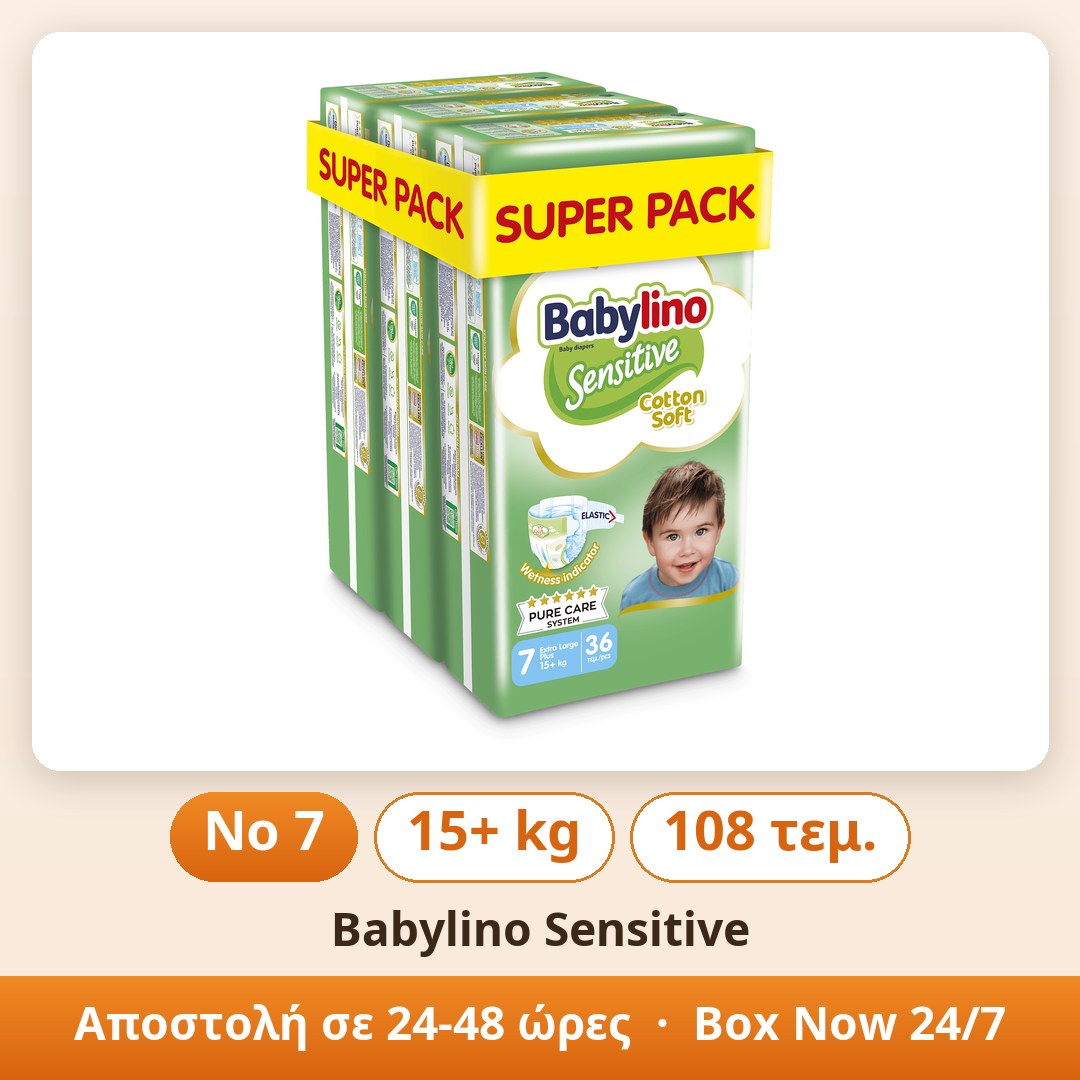 SUPER PACK
SUPER PACK
Babylino
Baby diapers
Sensitive
Cotton
Soft
ELASTIC
Wetness indicator
PURE CARE
SYSTEM
7 Extra Large Plus 15+ kg
36 τεμ./pcs
No 7
15+ kg
108 τεμ.
Babylino Sensitive
Αποστολή σε 24-48 ώρες · Box Now 24/7